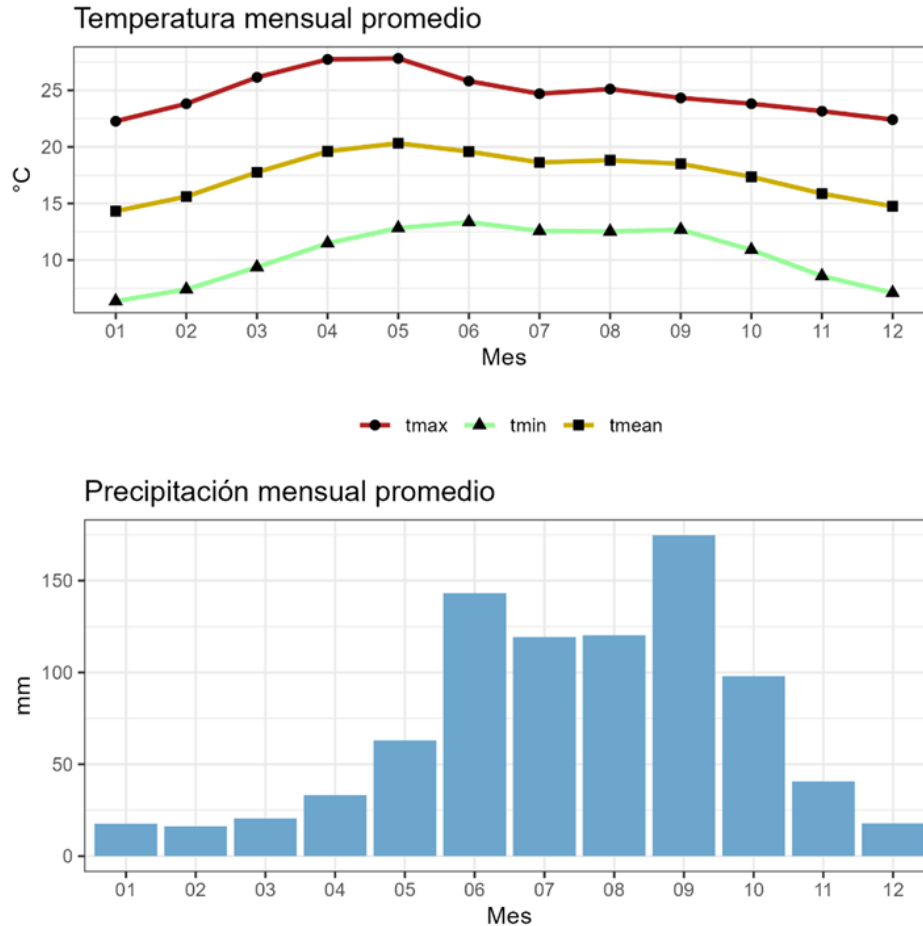 Temperatura mensual promedio
25
20
15
10
°C
01 02 03 04 05 06 07 08 09 10 11 12
Mes
tmax tmin tmean
Precipitación mensual promedio
150
100
50
0
mm
01 02 03 04 05 06 07 08 09 10 11 12
Mes